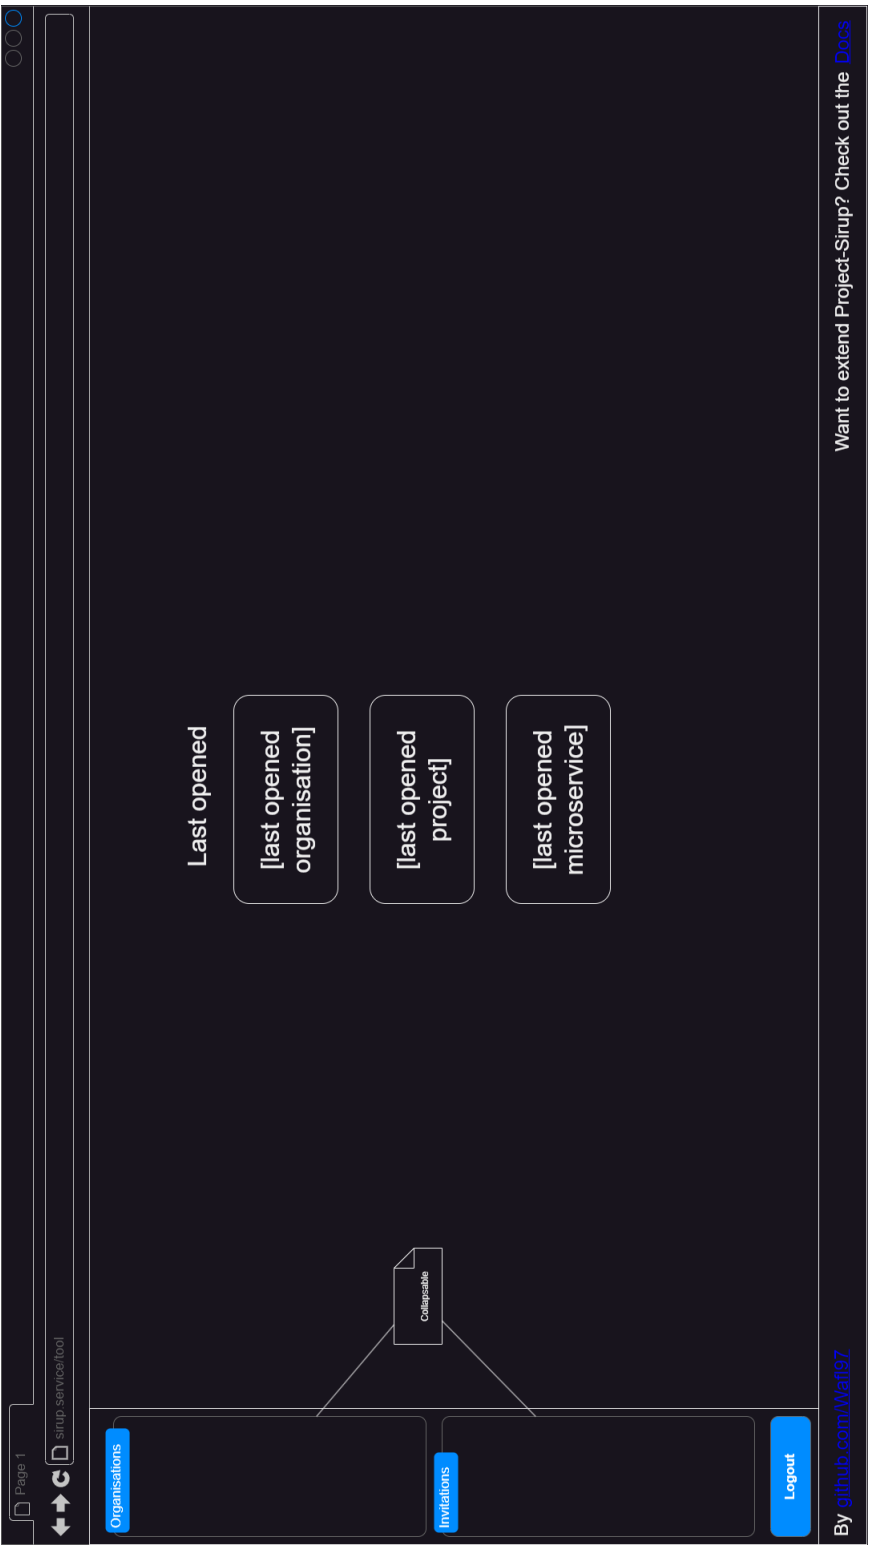 Page 1
sirup.service/tool
Organisations
Invitations
Logout
Collapsable
Last opened
[last opened
organisation]
[last opened
project]
[last opened
microservice]
By github.com/Wafl97
Want to extend Project-Sirup? Check out the Docs